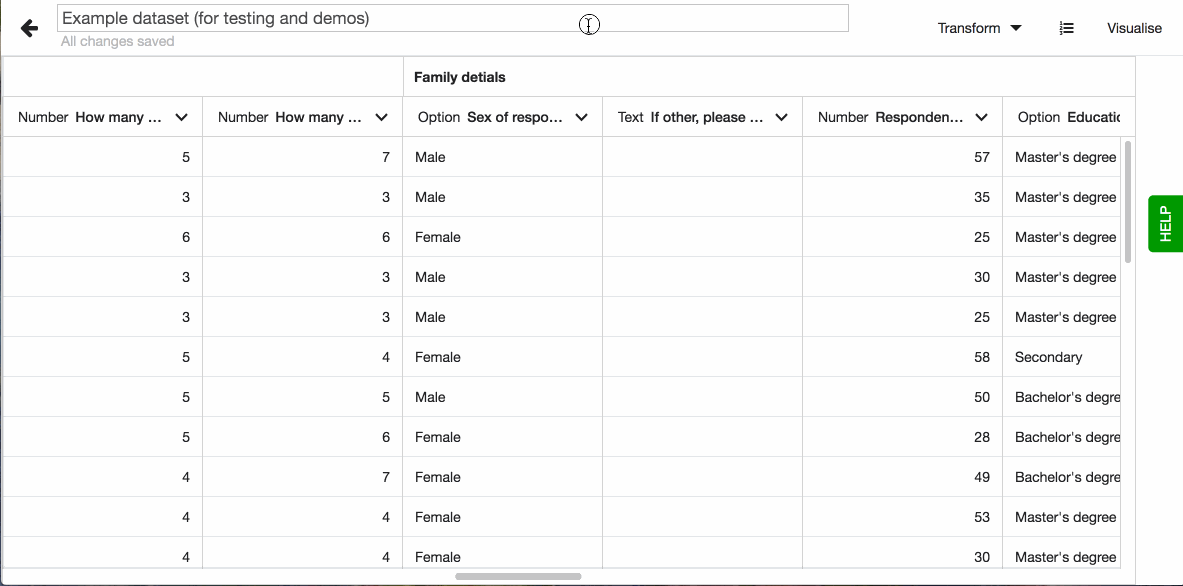 Example dataset (for testing and demos)
All changes saved
Transform
Visualise
Family detials
Number How many ... Number How many ... Option Sex of respo... Text If other, please ... Number Responden... Option Educatio
5 7 Male 57 Master's degree
3 3 Male 35 Master's degree
6 6 Female 25 Master's degree
3 3 Male 30 Master's degree
3 3 Male 25 Master's degree
5 4 Female 58 Secondary
5 5 Male 50 Bachelor's degre
5 6 Female 28 Bachelor's degre
4 7 Female 49 Bachelor's degre
4 4 Female 53 Master's degree
4 4 Female 30 Master's degree
HELP